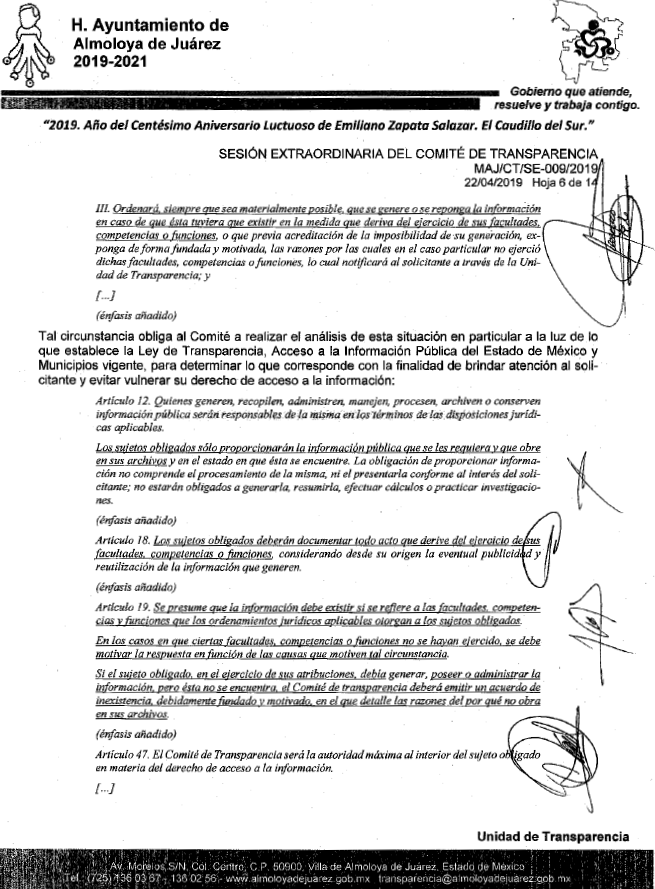 H. Ayuntamiento de
Almoloya de Juárez
2019-2021
Gobierno que atiende,
resuelve y trabaja contigo.
"2019. Año del Centésimo Aniversario Luctuoso de Emiliano Zapata Salazar. El Caudillo del Sur."
SESIÓN EXTRAORDINARIA DEL COMITÉ DE TRANSPARENCIA
MAJ/CT/SE-009/2019
22/04/2019 Hoja 6 de 14
III. Ordenará, siempre que sea materialmente posible, que se genere o se reponga la información
en caso de que ésta tuviera que existir en la medida que deriva del ejercicio de sus facultades,
competencias o funciones, o que previa acreditación de la imposibilidad de su generación, ex-
ponga de forma fundada y motivada, las razones por las cuales en el caso particular no ejerció
dichas facultades, competencias o funciones, lo cual notificará al solicitante a través de la Uni-
dad de Transparencia; y
[...]
(énfasis añadido)
Tal circunstancia obliga al Comité a realizar el análisis de esta situación en particular a la luz de lo
que establece la Ley de Transparencia, Acceso a la Información Pública del Estado de México y
Municipios vigente, para determinar lo que corresponde con la finalidad de brindar atención al soli-
citante y evitar vulnerar su derecho de acceso a la información:
Artículo 12. Quienes generen, recopilen, administren, manejen, procesen, archiven o conserven
información pública serán responsables de la misma en los términos de las disposiciones jurídi-
cas aplicables.
Los sujetos obligados sólo proporcionarán la información pública que se les requiera y que obre
en sus archivos y en el estado en que ésta se encuentre. La obligación de proporcionar informa-
ción no comprende el procesamiento de la misma, ni el presentarla conforme al interés del soli-
citante; no estarán obligados a generarla, resumirla, efectuar cálculos o practicar investigacio-
nes.
(énfasis añadido)
Artículo 18. Los sujetos obligados deberán documentar todo acto que derive del ejercicio de sus
facultades, competencias o funciones, considerando desde su origen la eventual publicidad y
reutilización de la información que generen.
(énfasis añadido)
Artículo 19. Se presume que la información debe existir si se refiere a las facultades, competen-
cias y funciones que los ordenamientos jurídicos aplicables otorgan a los sujetos obligados.
En los casos en que ciertas facultades, competencias o funciones no se hayan ejercido, se debe
motivar la respuesta en función de las causas que motiven tal circunstancia.
Si el sujeto obligado, en el ejercicio de sus atribuciones, debía generar, poseer o administrar la
información, pero ésta no se encuentra, el Comité de transparencia deberá emitir un acuerdo de
inexistencia, debidamente fundado y motivado, en el que detalle las razones del por qué no obra
en sus archivos.
(énfasis añadido)
Artículo 47. El Comité de Transparencia será la autoridad máxima al interior del sujeto obligado
en materia del derecho de acceso a la información.
[...]
Unidad de Transparencia
Av. Morelos S/N, Col. Centro, C.P. 50900, Villa de Almoloya de Juárez, Estado de México
Tel.: (725) 136 03 67 - 136 02 56 - www.almoloyadejuarez.gob.mx transparencia@almoloyadejuarez.gob.mx